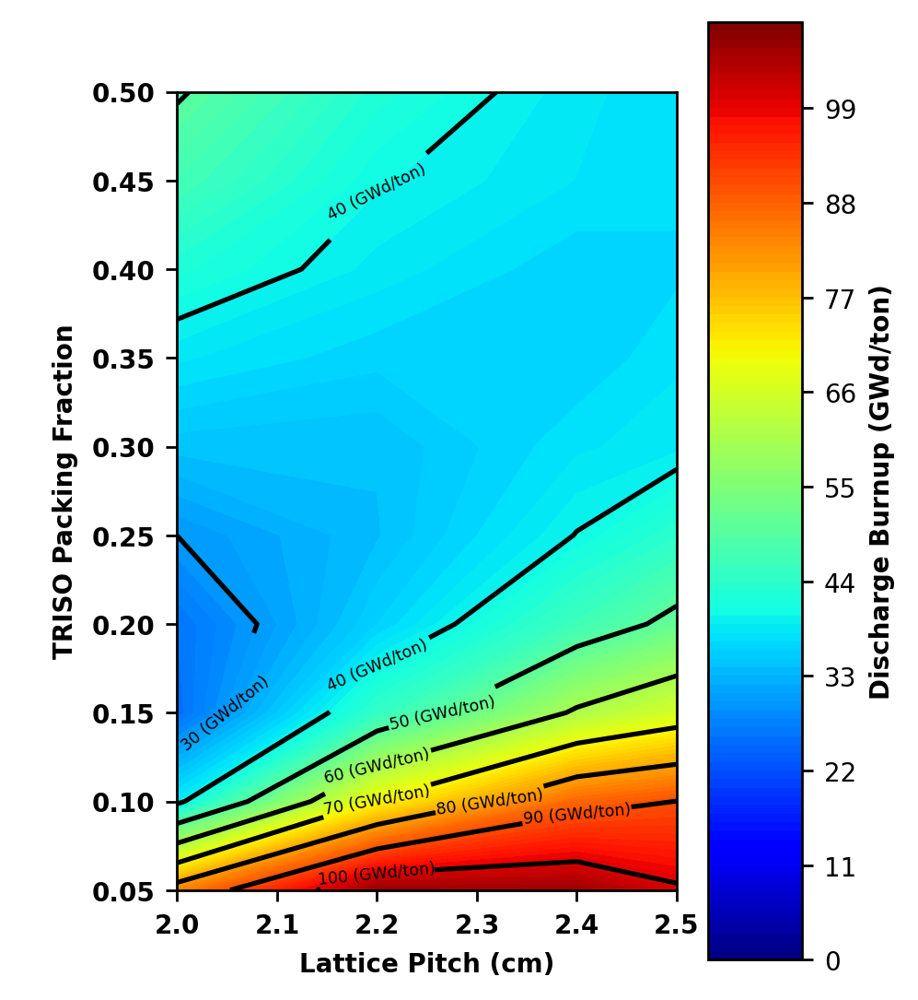 0.50
0.45
0.40
0.35
0.30
0.25
0.20
0.15
0.10
0.05
TRISO Packing Fraction
2.0
2.1
2.2
2.3
2.4
2.5
Lattice Pitch (cm)
40 (GWd/ton)
30 (GWd/ton)
40 (GWd/ton)
50 (GWd/ton)
60 (GWd/ton)
70 (GWd/ton)
80 (GWd/ton)
90 (GWd/ton)
100 (GWd/ton)
99
88
77
66
55
44
33
22
11
0
Discharge Burnup (GWd/ton)